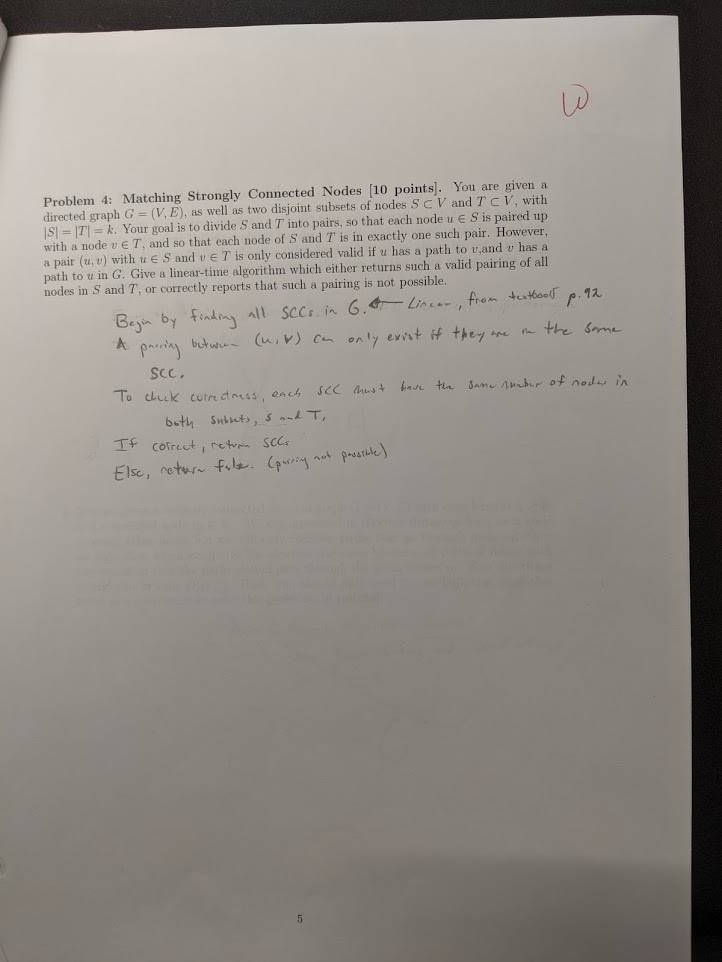 Problem 4: Matching Strongly Connected Nodes [10 points]. You are given a
directed graph G = (V, E), as well as two disjoint subsets of nodes S ⊂ V and T ⊂ V, with
|S| = |T| = k. Your goal is to divide S and T into pairs, so that each node u ∈ S is paired up
with a node v ∈ T, and so that each node of S and T is in exactly one such pair. However,
a pair (u, v) with u ∈ S and v ∈ T is only considered valid if u has a path to v,and v has a
path to u in G. Give a linear-time algorithm which either returns such a valid pairing of all
nodes in S and T, or correctly reports that such a pairing is not possible.
Begin by finding all SCCs in G. ← Linear, from textbook p.92
A pairing between (u,v) can only exist if they are in the same
SCC.
To check correctness, each SCC must have the same number of nodes in
both subsets, S and T.
If correct, return SCCs
Else, return false. (pairing not possible)
5